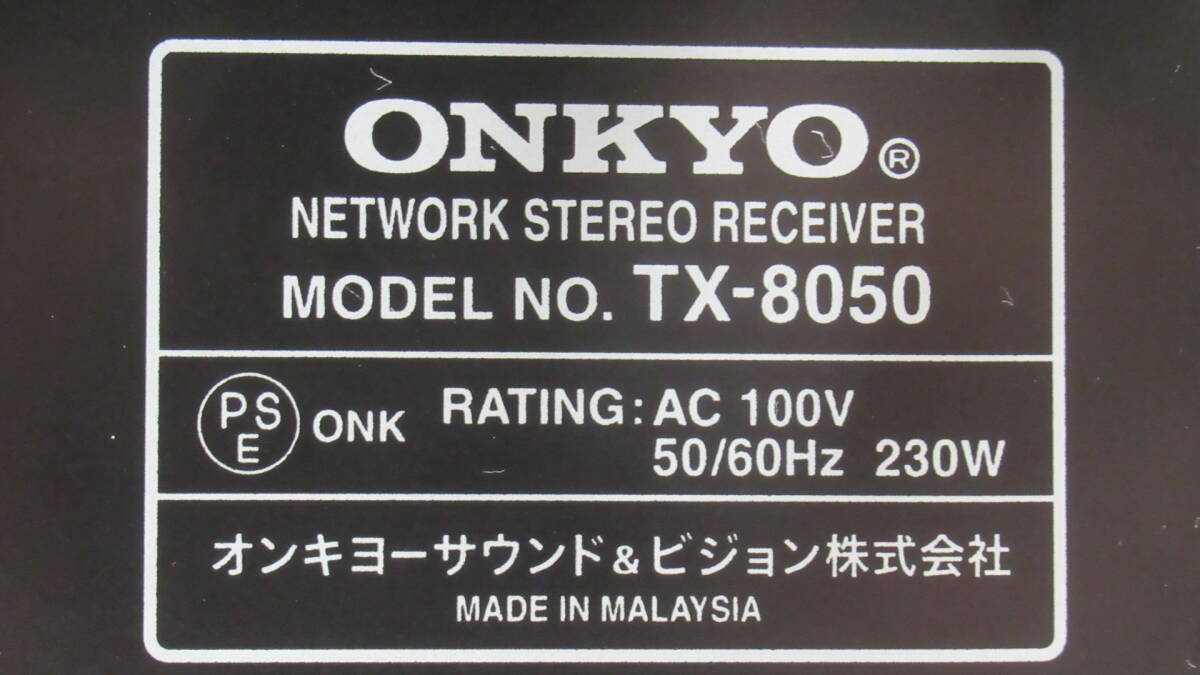 ONKYO®
NETWORK STEREO RECEIVER
MODEL NO. TX-8050
PS
E
ONK
RATING: AC 100V
50/60Hz 230W
オンキヨーサウンド&ビジョン株式会社
MADE IN MALAYSIA